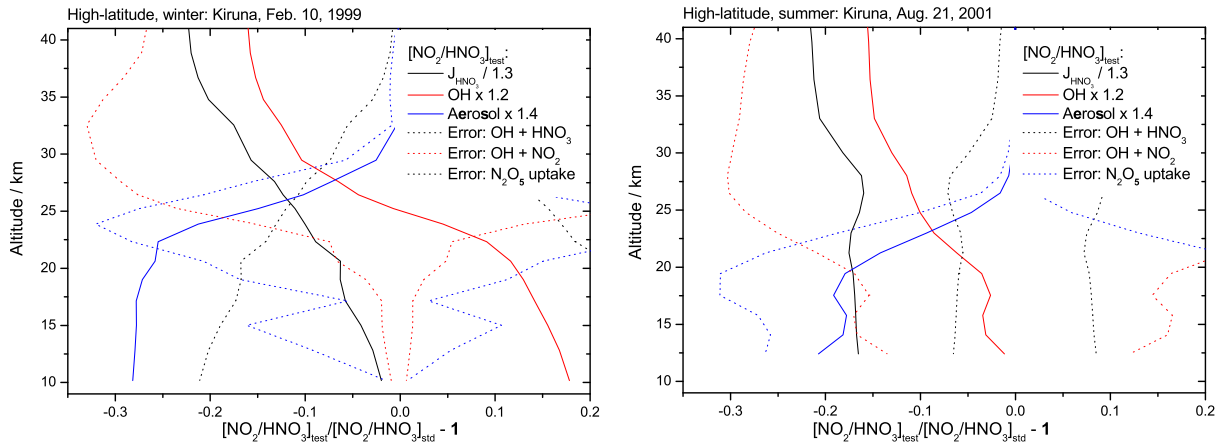 High-latitude, winter: Kiruna, Feb. 10, 1999
40
35
30
25
20
15
10
Altitude / km
[NO2/HNO3]test:
J HNO3 / 1.3
OH x 1.2
Aerosol x 1.4
Error: OH + HNO3
Error: OH + NO2
Error: N2O5 uptake
-0.3 -0.2 -0.1 0.0 0.1 0.2
[NO2/HNO3]test/[NO2/HNO3]std - 1
High-latitude, summer: Kiruna, Aug. 21, 2001
40
35
30
25
20
15
10
Altitude / km
[NO2/HNO3]test:
J HNO3 / 1.3
OH x 1.2
Aerosol x 1.4
Error: OH + HNO3
Error: OH + NO2
Error: N2O5 uptake
-0.3 -0.2 -0.1 0.0 0.1 0.2
[NO2/HNO3]test/[NO2/HNO3]std - 1